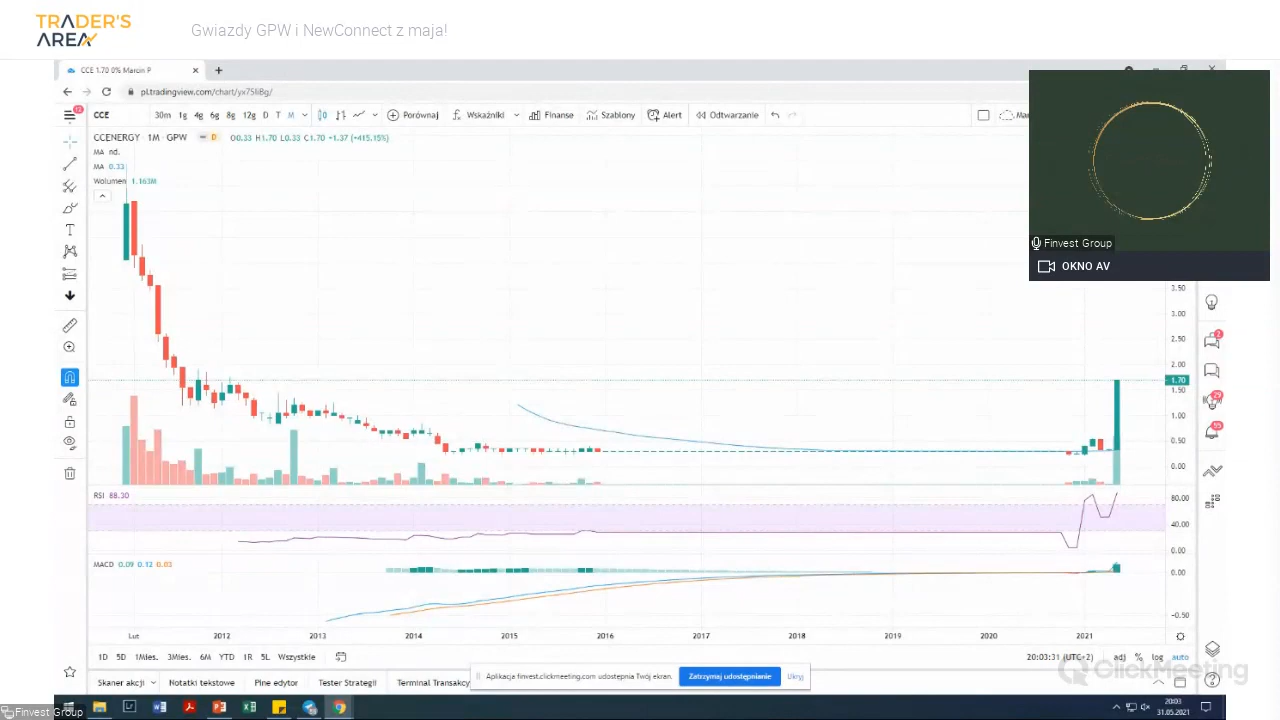 TRADER'S
AREA
Gwiazdy GPW i NewConnect z maja!
CCE 1.70 0% Marcin P
pl.tradingview.com/chart/yx75liBg/
12
CCE 30m 1g 4g 6g 8g 12g D T M Porównaj Wskaźniki Finanse Szablony Alert Odtwarzanie
CCENERGY 1M GPW D O0.33 H1.70 L0.33 C1.70 +1.37 (+415.15%)
MA nd.
MA 0.33
Wolumen 1.163M
Finvest Group
OKNO AV
3.50
3.00
2.50
2.00
1.70
1.50
1.00
0.50
0.00
2
29
55
RSI 88.30
80.00
40.00
0.00
MACD 0.09 0.12 0.03
0.00
−0.50
Lut 2012 2013 2014 2015 2016 2017 2018 2019 2020 2021
1D 5D 1Mies. 3Mies. 6M YTD 1R 5L Wszystkie
20:03:31 (UTC+2) adj % log auto
Skaner akcji Notatki tekstowe Pine edytor Tester Strategii Terminal Transakcy
Aplikacja finvest.clickmeeting.com udostępnia Twój ekran. Zatrzymaj udostępnianie Ukryj
ClickMeeting
Finvest Group
20:03
31.05.2021